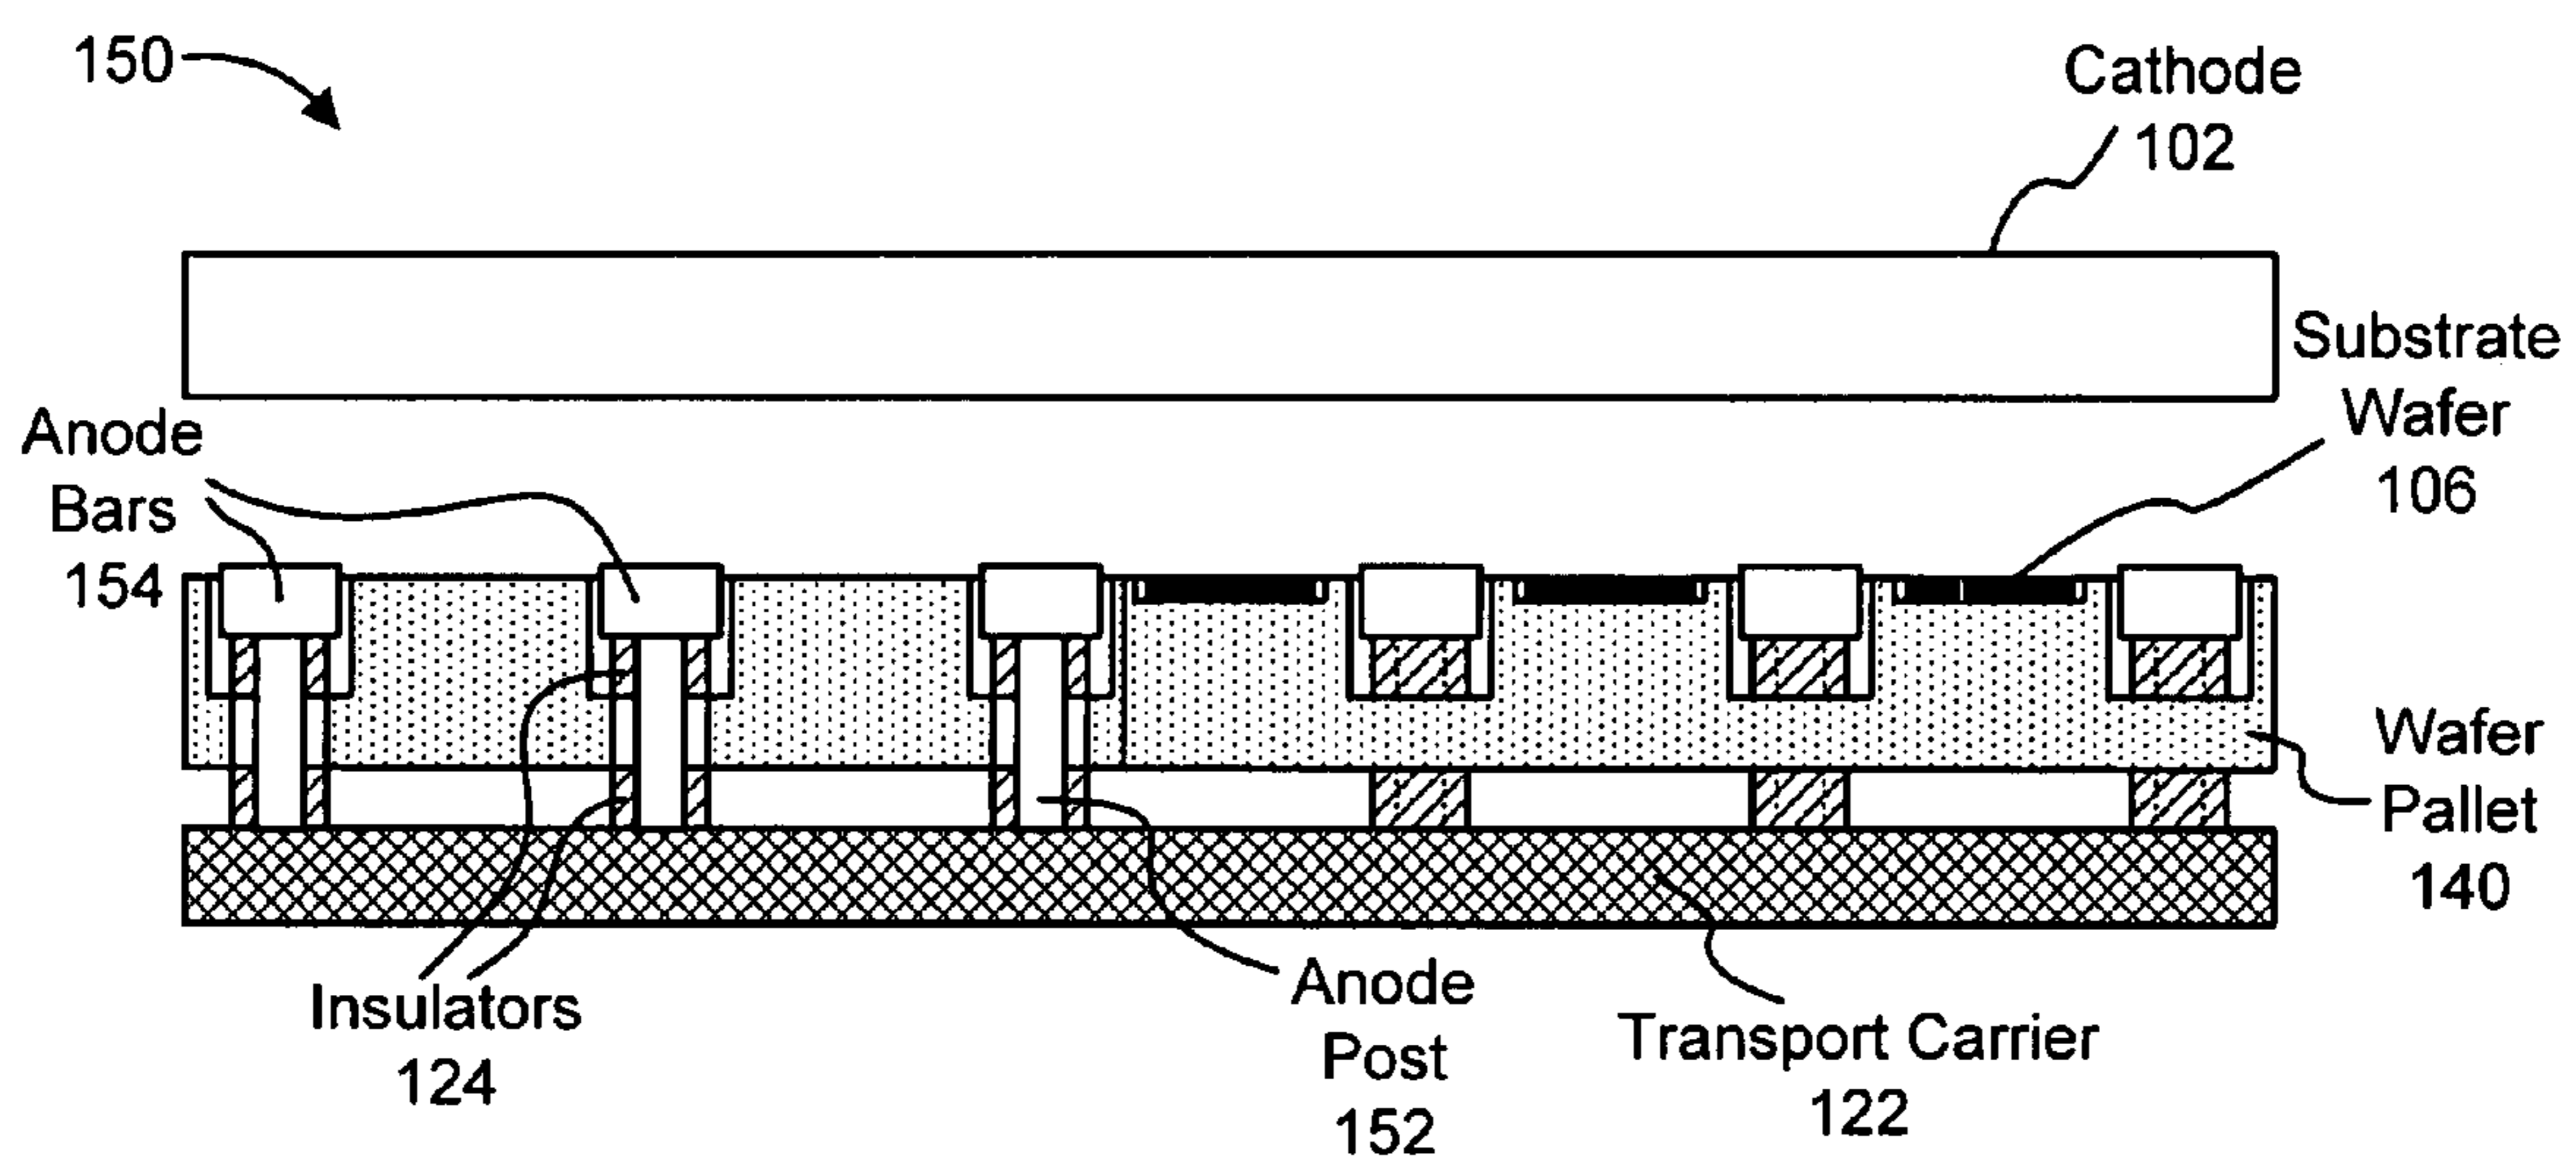 150
Cathode
102
Substrate
Wafer
106
Anode
Bars
154
Wafer
Pallet
140
Insulators
124
Anode
Post
152
Transport Carrier
122